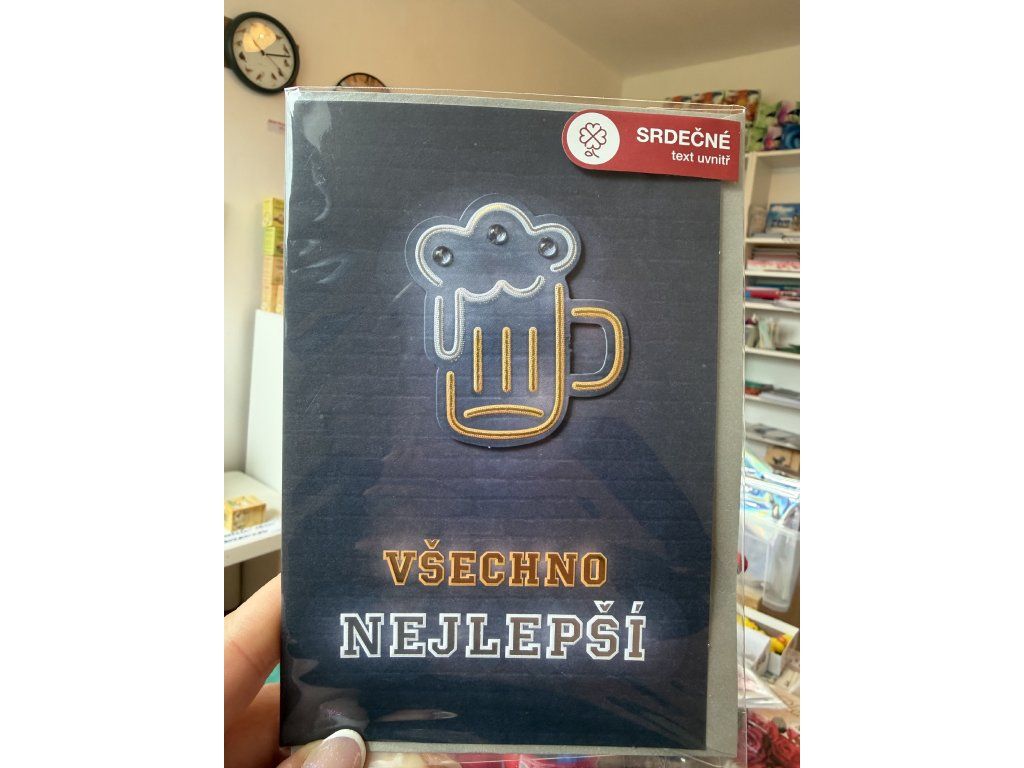 SRDEČNÉ
text uvnitř
VŠECHNO
NEJLEPŠÍ